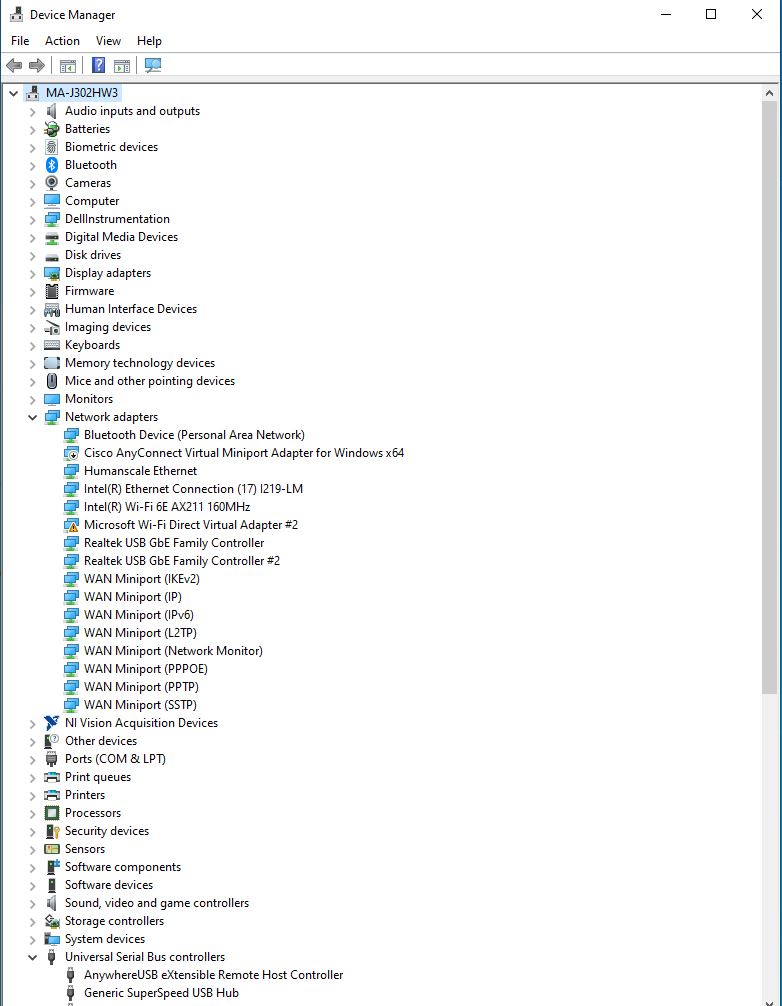 Device Manager
File Action View Help
MA-J302HW3
Audio inputs and outputs
Batteries
Biometric devices
Bluetooth
Cameras
Computer
DellInstrumentation
Digital Media Devices
Disk drives
Display adapters
Firmware
Human Interface Devices
Imaging devices
Keyboards
Memory technology devices
Mice and other pointing devices
Monitors
Network adapters
Bluetooth Device (Personal Area Network)
Cisco AnyConnect Virtual Miniport Adapter for Windows x64
Humanscale Ethernet
Intel(R) Ethernet Connection (17) I219-LM
Intel(R) Wi-Fi 6E AX211 160MHz
Microsoft Wi-Fi Direct Virtual Adapter #2
Realtek USB GbE Family Controller
Realtek USB GbE Family Controller #2
WAN Miniport (IKEv2)
WAN Miniport (IP)
WAN Miniport (IPv6)
WAN Miniport (L2TP)
WAN Miniport (Network Monitor)
WAN Miniport (PPPOE)
WAN Miniport (PPTP)
WAN Miniport (SSTP)
NI Vision Acquisition Devices
Other devices
Ports (COM & LPT)
Print queues
Printers
Processors
Security devices
Sensors
Software components
Software devices
Sound, video and game controllers
Storage controllers
System devices
Universal Serial Bus controllers
AnywhereUSB eXtensible Remote Host Controller
Generic SuperSpeed USB Hub